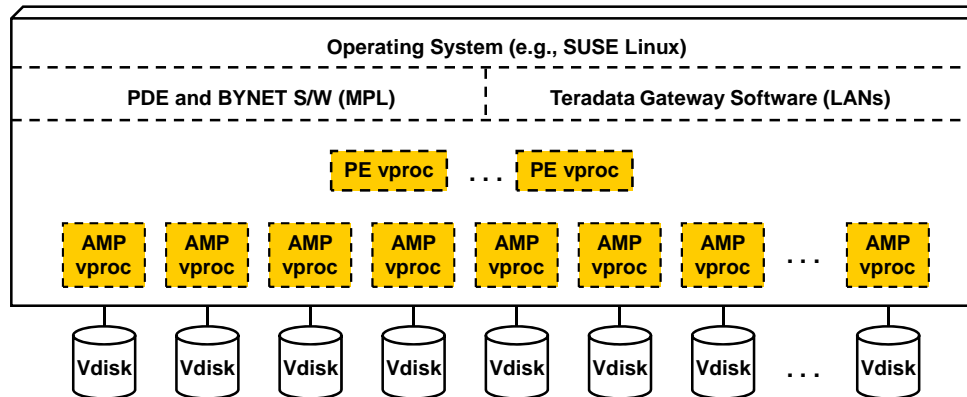 Operating System (e.g., SUSE Linux)
PDE and BYNET S/W (MPL) Teradata Gateway Software (LANs)
PE vproc . . . PE vproc
AMP AMP AMP AMP AMP AMP AMP AMP
vproc vproc vproc vproc vproc vproc vproc . . . vproc
Vdisk Vdisk Vdisk Vdisk Vdisk Vdisk Vdisk . . . Vdisk